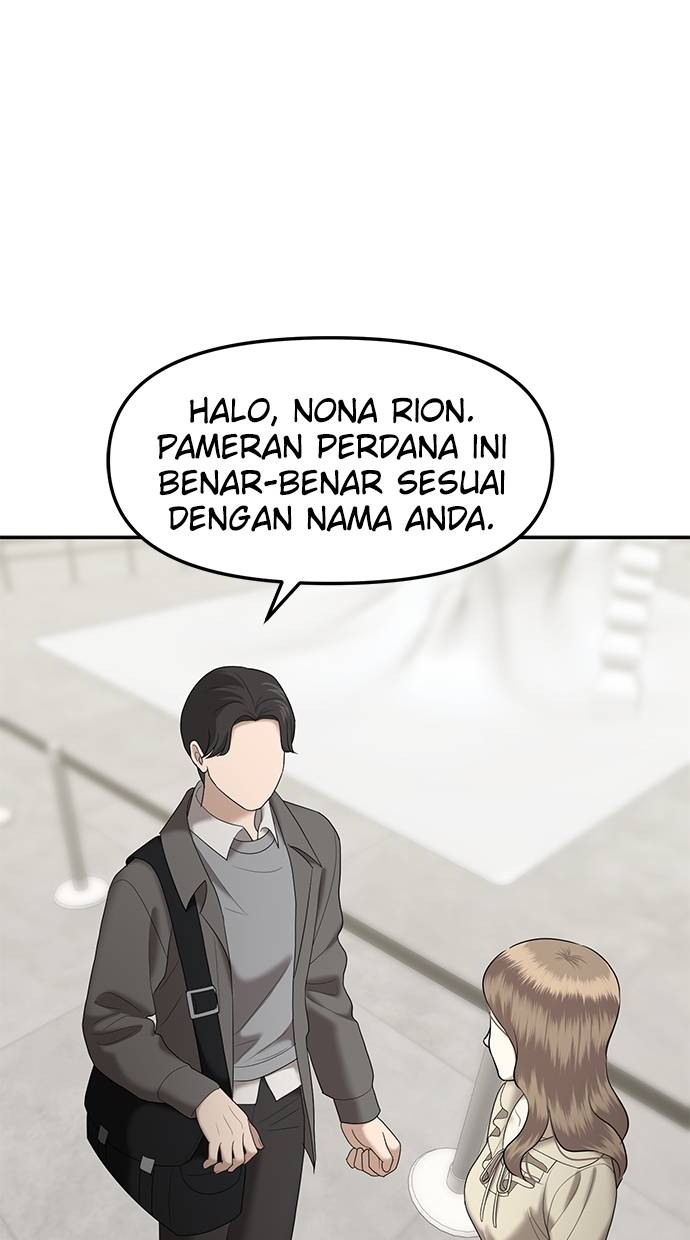 HALO, NONA RION.
PAMERAN PERDANA INI
BENAR-BENAR SESUAI
DENGAN NAMA ANDA.